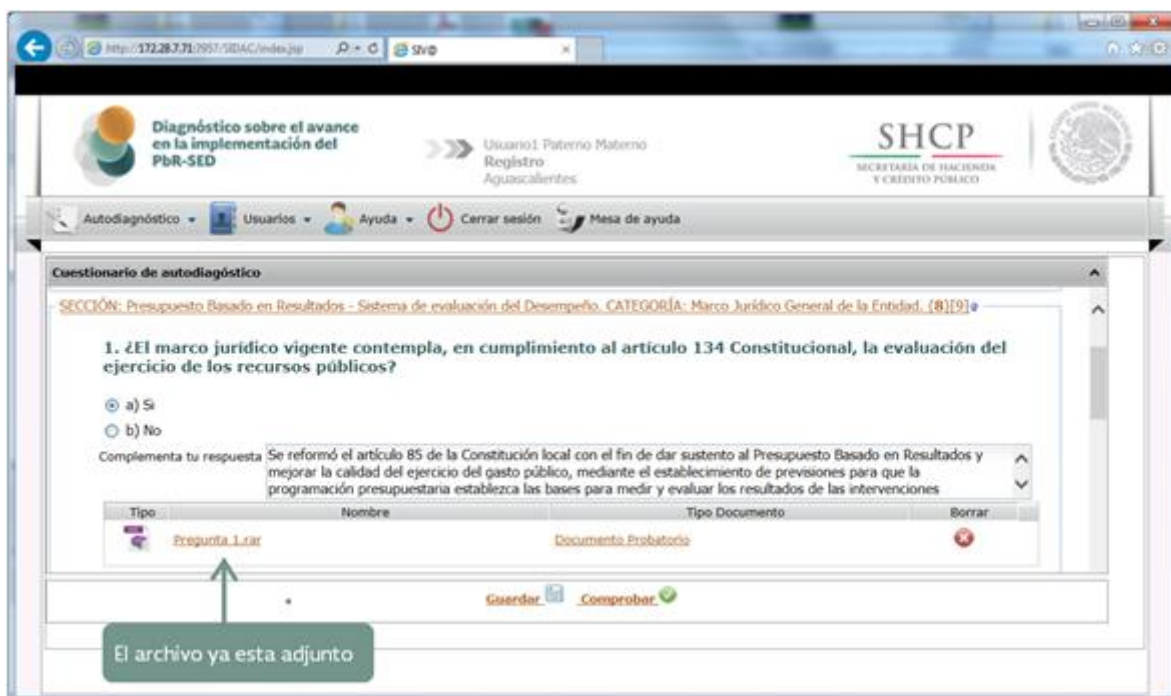 http://172.28.7.71:7957/SIDAC/index.jsp
SIV@
Diagnóstico sobre el avance
en la implementación del
PbR-SED
Usuario1 Paterno Materno
Registro
Aguascalientes
SHCP
SECRETARÍA DE HACIENDA
Y CRÉDITO PÚBLICO
Autodiagnóstico Usuarios Ayuda Cerrar sesión Mesa de ayuda
Cuestionario de autodiagóstico
SECCIÓN: Presupuesto Basado en Resultados - Sistema de evaluación del Desempeño. CATEGORÍA: Marco Jurídico General de la Entidad. (8)[9]
1. ¿El marco jurídico vigente contempla, en cumplimiento al artículo 134 Constitucional, la evaluación del
ejercicio de los recursos públicos?
a) Si
b) No
Complementa tu respuesta
Se reformó el artículo 85 de la Constitución local con el fin de dar sustento al Presupuesto Basado en Resultados y
mejorar la calidad del ejercicio del gasto público, mediante el establecimiento de previsiones para que la
programación presupuestaria establezca las bases para medir y evaluar los resultados de las intervenciones
Tipo Nombre Tipo Documento Borrar
Pregunta 1.rar Documento Probatorio
Guardar Comprobar
El archivo ya esta adjunto